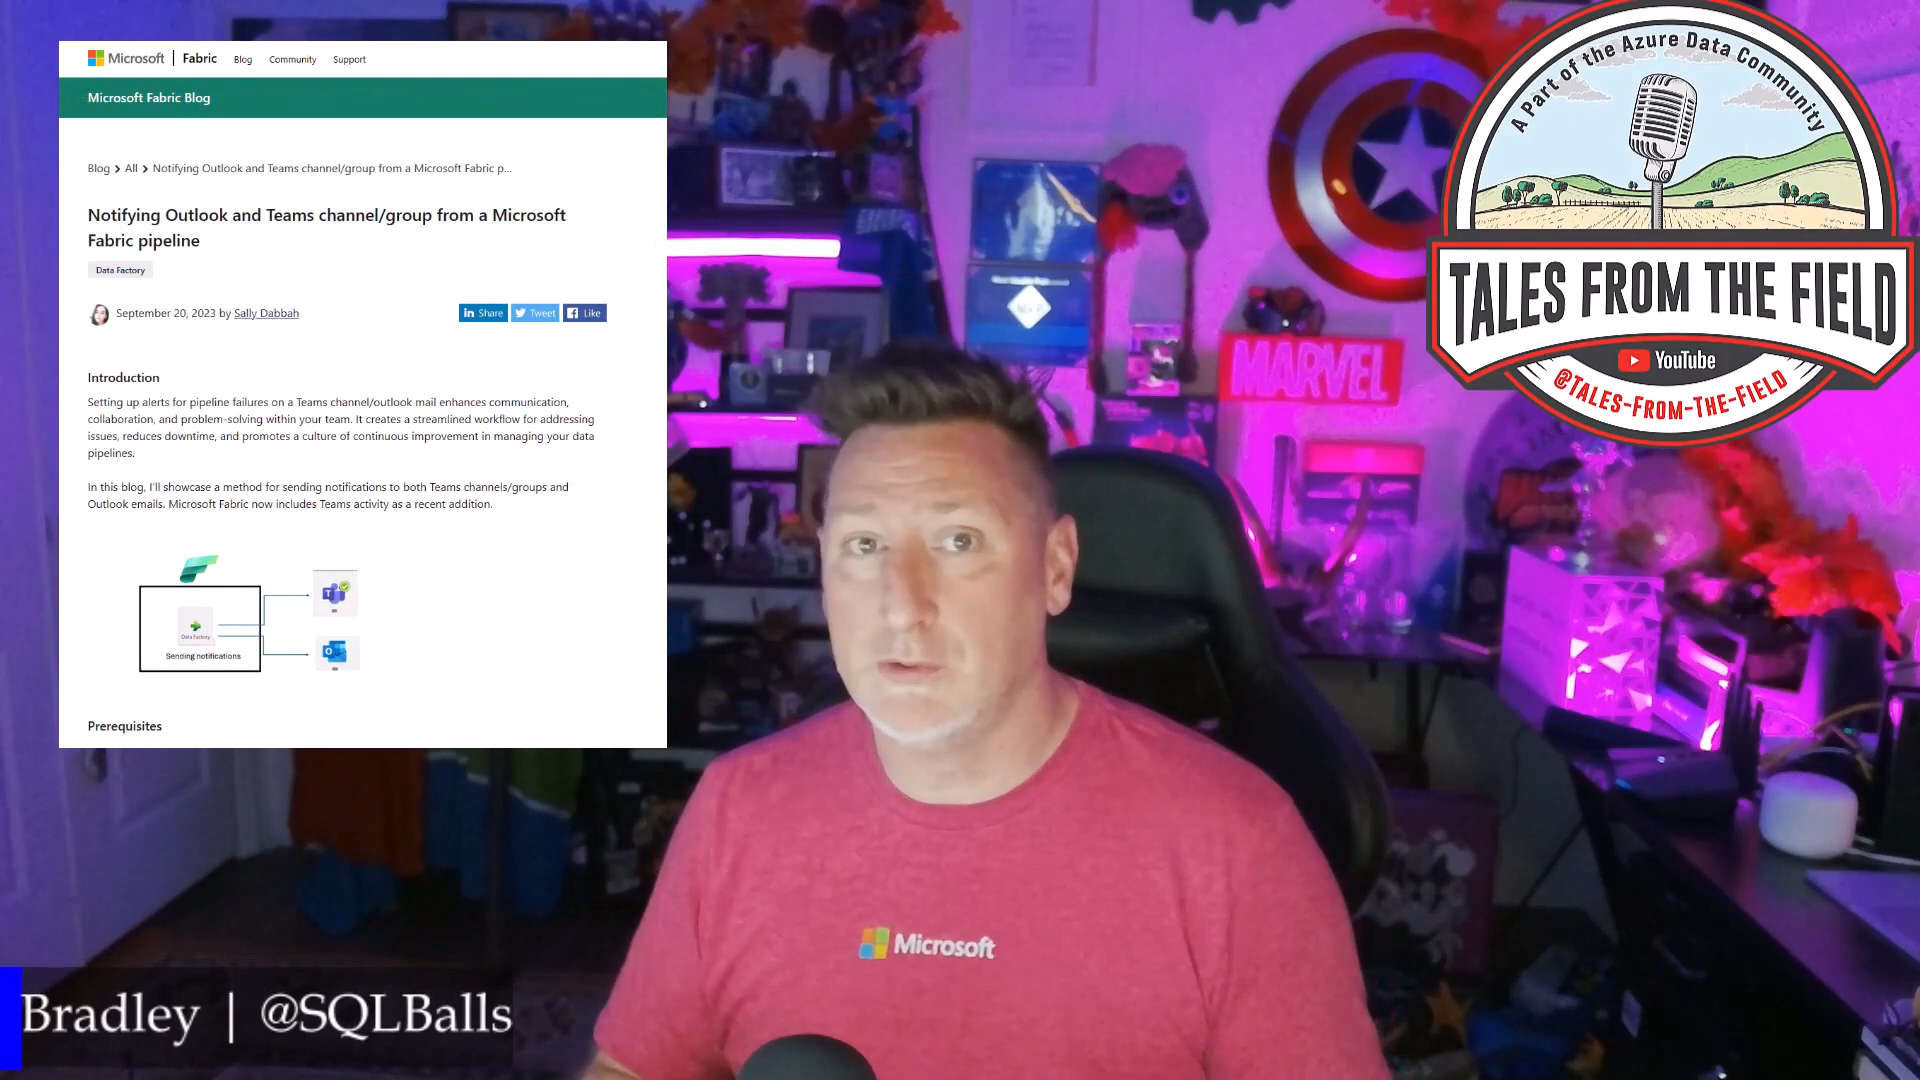 Microsoft | Fabric Blog Community Support
Microsoft Fabric Blog
Blog > All > Notifying Outlook and Teams channel/group from a Microsoft Fabric p...
Notifying Outlook and Teams channel/group from a Microsoft
Fabric pipeline
Data Factory
September 20, 2023 by Sally Dabbah
in Share
Tweet
Like
Introduction
Setting up alerts for pipeline failures on a Teams channel/outlook mail enhances communication,
collaboration, and problem-solving within your team. It creates a streamlined workflow for addressing
issues, reduces downtime, and promotes a culture of continuous improvement in managing your data
pipelines.
In this blog, I'll showcase a method for sending notifications to both Teams channels/groups and
Outlook emails. Microsoft Fabric now includes Teams activity as a recent addition.
Data Factory
Sending notifications
Prerequisites
A Part of the Azure Data Community
TALES FROM THE FIELD
YouTube
@TALES-FROM-THE-FIELD
MARVEL
Microsoft
Bradley | @SQLBalls